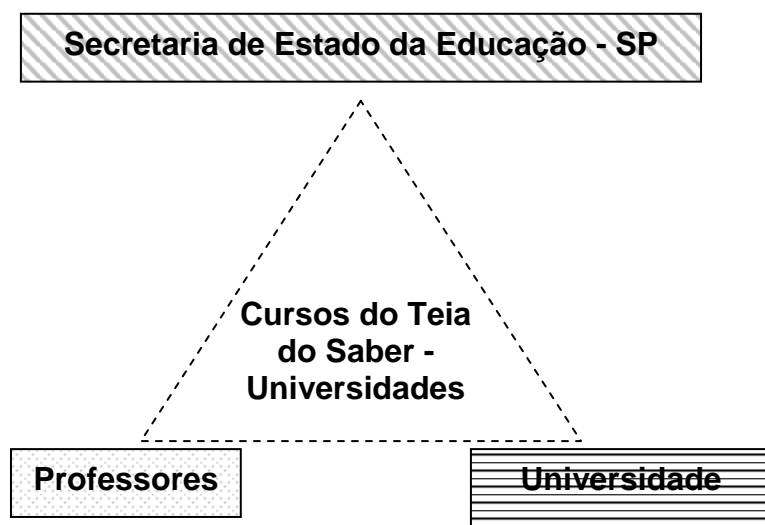 Secretaria de Estado da Educação - SP
Cursos do Teia
do Saber -
Universidades
Professores
Universidade